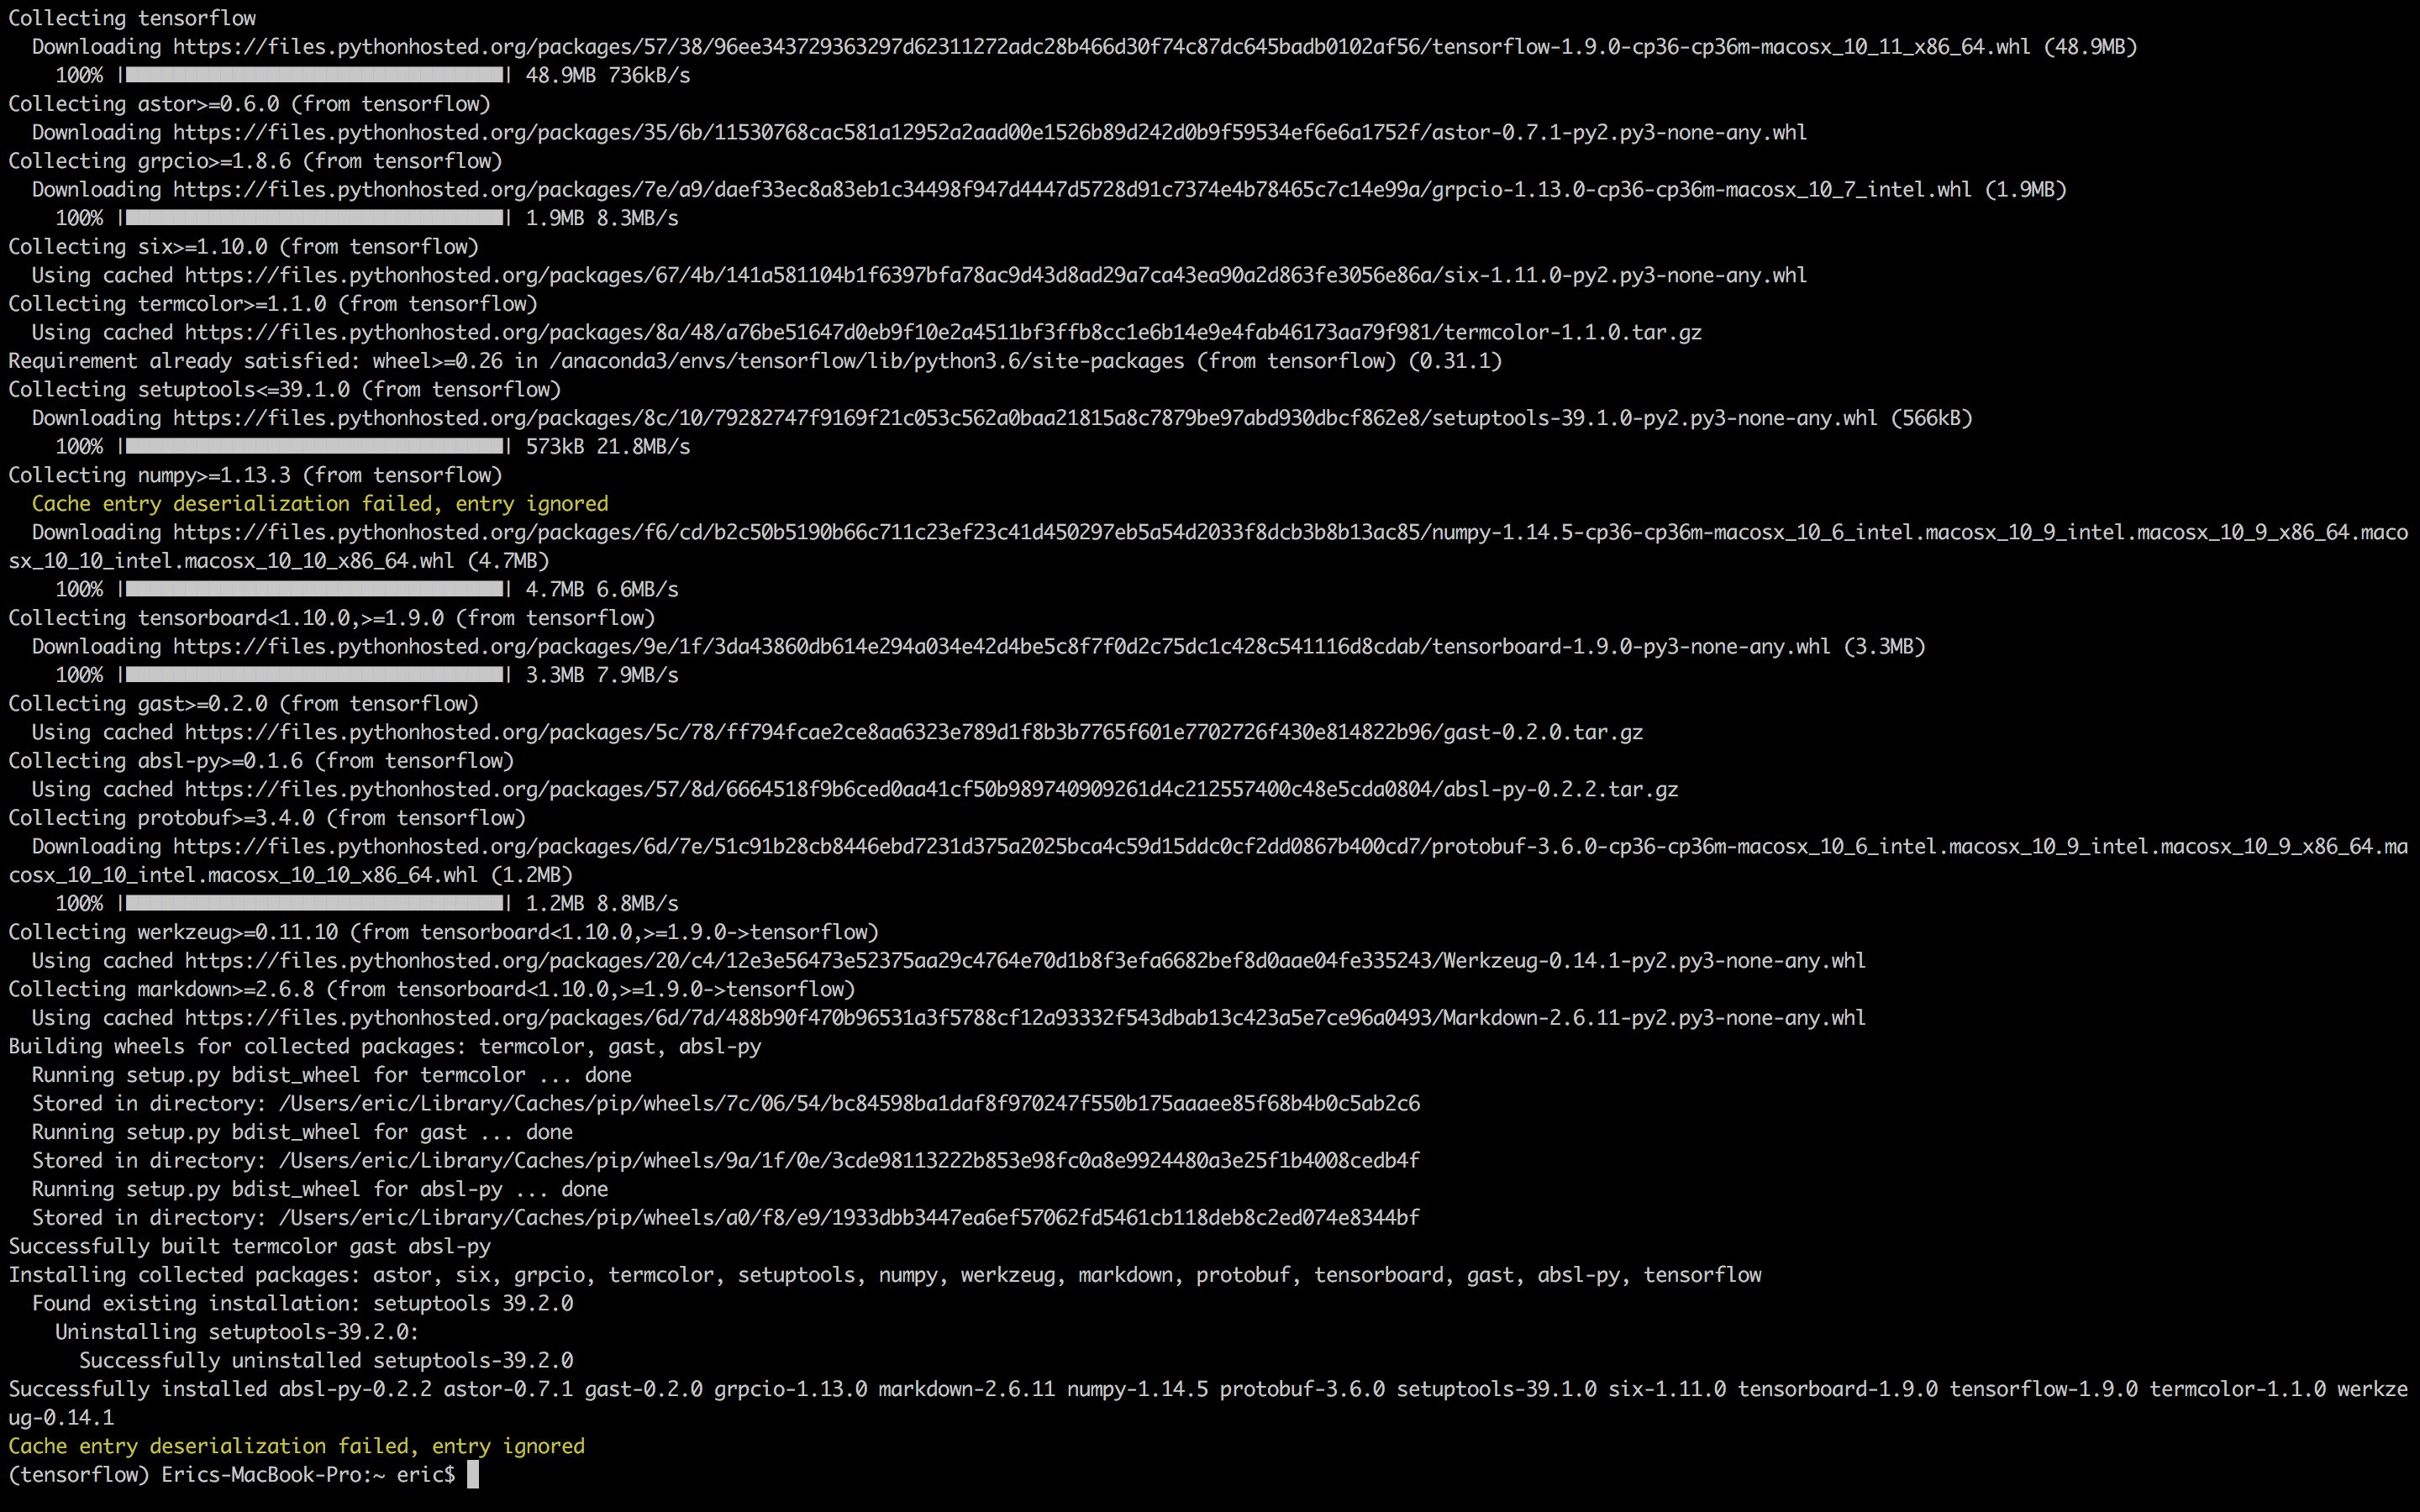 Collecting tensorflow
  Downloading https://files.pythonhosted.org/packages/57/38/96ee343729363297d62311272adc28b466d30f74c87dc645badb0102af56/tensorflow-1.9.0-cp36-cp36m-macosx_10_11_x86_64.whl (48.9MB)
    100% |████████████████████████████████| 48.9MB 736kB/s
Collecting astor>=0.6.0 (from tensorflow)
  Downloading https://files.pythonhosted.org/packages/35/6b/11530768cac581a12952a2aad00e1526b89d242d0b9f59534ef6e6a1752f/astor-0.7.1-py2.py3-none-any.whl
Collecting grpcio>=1.8.6 (from tensorflow)
  Downloading https://files.pythonhosted.org/packages/7e/a9/daef33ec8a83eb1c34498f947d4447d5728d91c7374e4b78465c7c14e99a/grpcio-1.13.0-cp36-cp36m-macosx_10_7_intel.whl (1.9MB)
    100% |████████████████████████████████| 1.9MB 8.3MB/s
Collecting six>=1.10.0 (from tensorflow)
  Using cached https://files.pythonhosted.org/packages/67/4b/141a581104b1f6397bfa78ac9d43d8ad29a7ca43ea90a2d863fe3056e86a/six-1.11.0-py2.py3-none-any.whl
Collecting termcolor>=1.1.0 (from tensorflow)
  Using cached https://files.pythonhosted.org/packages/8a/48/a76be51647d0eb9f10e2a4511bf3ffb8cc1e6b14e9e4fab46173aa79f981/termcolor-1.1.0.tar.gz
Requirement already satisfied: wheel>=0.26 in /anaconda3/envs/tensorflow/lib/python3.6/site-packages (from tensorflow) (0.31.1)
Collecting setuptools<=39.1.0 (from tensorflow)
  Downloading https://files.pythonhosted.org/packages/8c/10/79282747f9169f21c053c562a0baa21815a8c7879be97abd930dbcf862e8/setuptools-39.1.0-py2.py3-none-any.whl (566kB)
    100% |████████████████████████████████| 573kB 21.8MB/s
Collecting numpy>=1.13.3 (from tensorflow)
  Cache entry deserialization failed, entry ignored
  Downloading https://files.pythonhosted.org/packages/f6/cd/b2c50b5190b66c711c23ef23c41d450297eb5a54d2033f8dcb3b8b13ac85/numpy-1.14.5-cp36-cp36m-macosx_10_6_intel.macosx_10_9_intel.macosx_10_9_x86_64.maco
sx_10_10_intel.macosx_10_10_x86_64.whl (4.7MB)
    100% |████████████████████████████████| 4.7MB 6.6MB/s
Collecting tensorboard<1.10.0,>=1.9.0 (from tensorflow)
  Downloading https://files.pythonhosted.org/packages/9e/1f/3da43860db614e294a034e42d4be5c8f7f0d2c75dc1c428c541116d8cdab/tensorboard-1.9.0-py3-none-any.whl (3.3MB)
    100% |████████████████████████████████| 3.3MB 7.9MB/s
Collecting gast>=0.2.0 (from tensorflow)
  Using cached https://files.pythonhosted.org/packages/5c/78/ff794fcae2ce8aa6323e789d1f8b3b7765f601e7702726f430e814822b96/gast-0.2.0.tar.gz
Collecting absl-py>=0.1.6 (from tensorflow)
  Using cached https://files.pythonhosted.org/packages/57/8d/6664518f9b6ced0aa41cf50b989740909261d4c212557400c48e5cda0804/absl-py-0.2.2.tar.gz
Collecting protobuf>=3.4.0 (from tensorflow)
  Downloading https://files.pythonhosted.org/packages/6d/7e/51c91b28cb8446ebd7231d375a2025bca4c59d15ddc0cf2dd0867b400cd7/protobuf-3.6.0-cp36-cp36m-macosx_10_6_intel.macosx_10_9_intel.macosx_10_9_x86_64.ma
cosx_10_10_intel.macosx_10_10_x86_64.whl (1.2MB)
    100% |████████████████████████████████| 1.2MB 8.8MB/s
Collecting werkzeug>=0.11.10 (from tensorboard<1.10.0,>=1.9.0->tensorflow)
  Using cached https://files.pythonhosted.org/packages/20/c4/12e3e56473e52375aa29c4764e70d1b8f3efa6682bef8d0aae04fe335243/Werkzeug-0.14.1-py2.py3-none-any.whl
Collecting markdown>=2.6.8 (from tensorboard<1.10.0,>=1.9.0->tensorflow)
  Using cached https://files.pythonhosted.org/packages/6d/7d/488b90f470b96531a3f5788cf12a93332f543dbab13c423a5e7ce96a0493/Markdown-2.6.11-py2.py3-none-any.whl
Building wheels for collected packages: termcolor, gast, absl-py
  Running setup.py bdist_wheel for termcolor ... done
  Stored in directory: /Users/eric/Library/Caches/pip/wheels/7c/06/54/bc84598ba1daf8f970247f550b175aaaee85f68b4b0c5ab2c6
  Running setup.py bdist_wheel for gast ... done
  Stored in directory: /Users/eric/Library/Caches/pip/wheels/9a/1f/0e/3cde98113222b853e98fc0a8e9924480a3e25f1b4008cedb4f
  Running setup.py bdist_wheel for absl-py ... done
  Stored in directory: /Users/eric/Library/Caches/pip/wheels/a0/f8/e9/1933dbb3447ea6ef57062fd5461cb118deb8c2ed074e8344bf
Successfully built termcolor gast absl-py
Installing collected packages: astor, six, grpcio, termcolor, setuptools, numpy, werkzeug, markdown, protobuf, tensorboard, gast, absl-py, tensorflow
  Found existing installation: setuptools 39.2.0
    Uninstalling setuptools-39.2.0:
      Successfully uninstalled setuptools-39.2.0
Successfully installed absl-py-0.2.2 astor-0.7.1 gast-0.2.0 grpcio-1.13.0 markdown-2.6.11 numpy-1.14.5 protobuf-3.6.0 setuptools-39.1.0 six-1.11.0 tensorboard-1.9.0 tensorflow-1.9.0 termcolor-1.1.0 werkze
ug-0.14.1
Cache entry deserialization failed, entry ignored
(tensorflow) Erics-MacBook-Pro:~ eric$